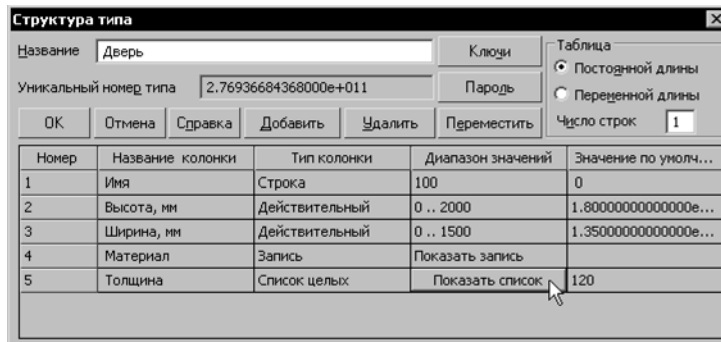 Структура типа
Название Дверь Ключи Таблица
Постоянной длины
Уникальный номер типа 2.76936684368000e+011 Пароль Переменной длины
OK Отмена Справка Добавить Удалить Переместить Число строк 1
Номер Название колонки Тип колонки Диапазон значений Значение по умолч...
1 Имя Строка 100 0
2 Высота, мм Действительный 0 .. 2000 1.80000000000000e...
3 Ширина, мм Действительный 0 .. 1500 1.35000000000000e...
4 Материал Запись Показать запись
5 Толщина Список целых Показать список 120